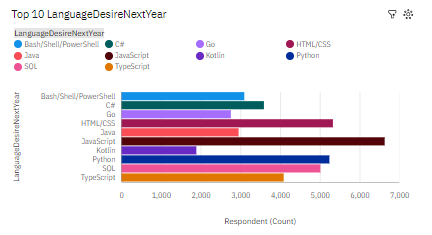 Top 10 LanguageDesireNextYear
LanguageDesireNextYear
Bash/Shell/PowerShell C# Go HTML/CSS
Java JavaScript Kotlin Python
SQL TypeScript
LanguageDesireNextYear
Bash/Shell/PowerShell
C#
Go
HTML/CSS
Java
JavaScript
Kotlin
Python
SQL
TypeScript
0 1,000 2,000 3,000 4,000 5,000 6,000 7,000
Respondent (Count)